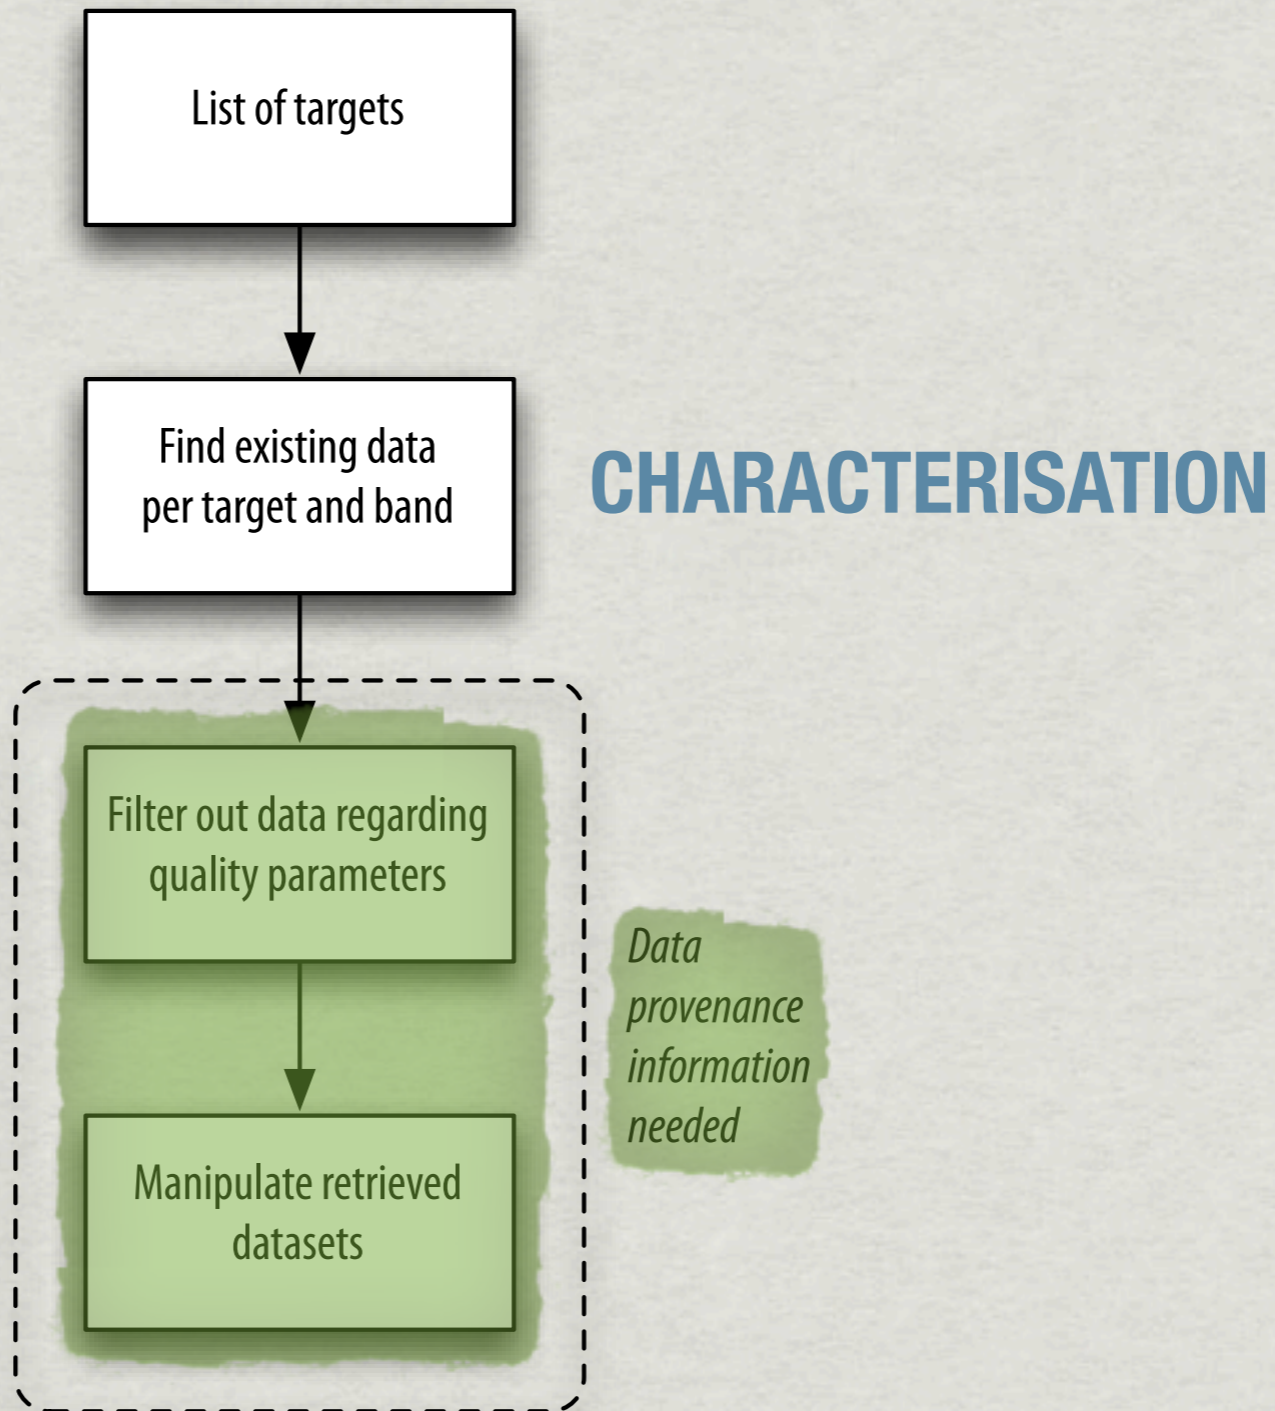 List of targets
Find existing data
per target and band
CHARACTERISATION
Filter out data regarding
quality parameters
Data
provenance
information
needed
Manipulate retrieved
datasets